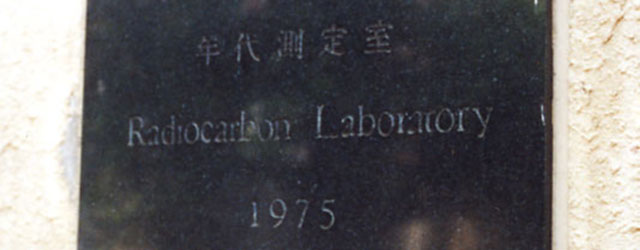 年代測定室
Radiocarbon Laboratory
1975